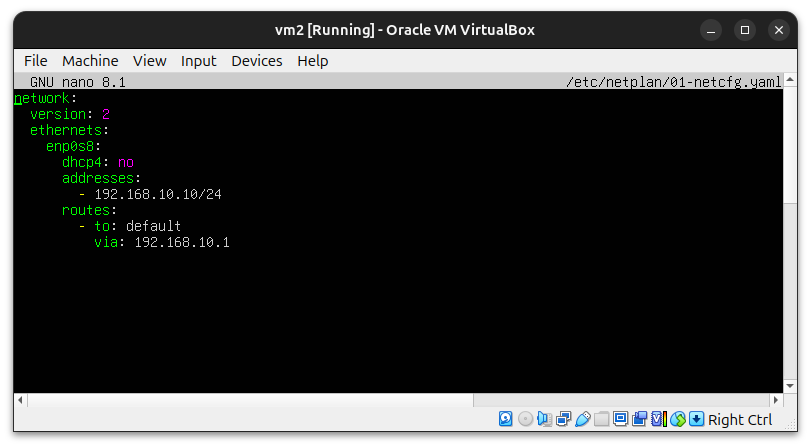 vm2 [Running] - Oracle VM VirtualBox
File Machine View Input Devices Help
GNU nano 8.1 /etc/netplan/01-netcfg.yaml
network:
  version: 2
  ethernets:
    enp0s8:
      dhcp4: no
      addresses:
        - 192.168.10.10/24
      routes:
        - to: default
          via: 192.168.10.1
Right Ctrl